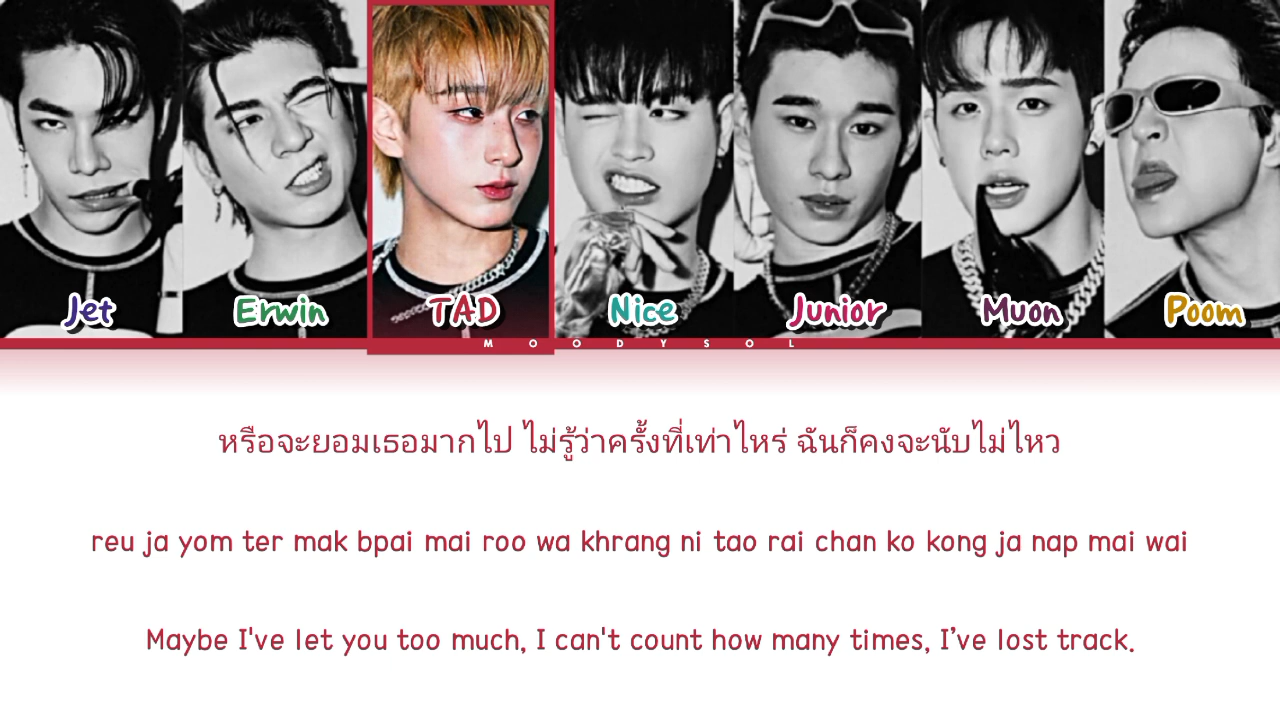 Jet Erwin TAD Nice Junior Muon Poom
MOODYSOL
หรือจะยอมเธอมากไป ไม่รู้ว่าครั้งที่เท่าไหร่ ฉันก็คงจะนับไม่ไหว
reu ja yom ter mak bpai mai roo wa khrang ni tao rai chan ko kong ja nap mai wai
Maybe I've let you too much, I can't count how many times, I’ve lost track.